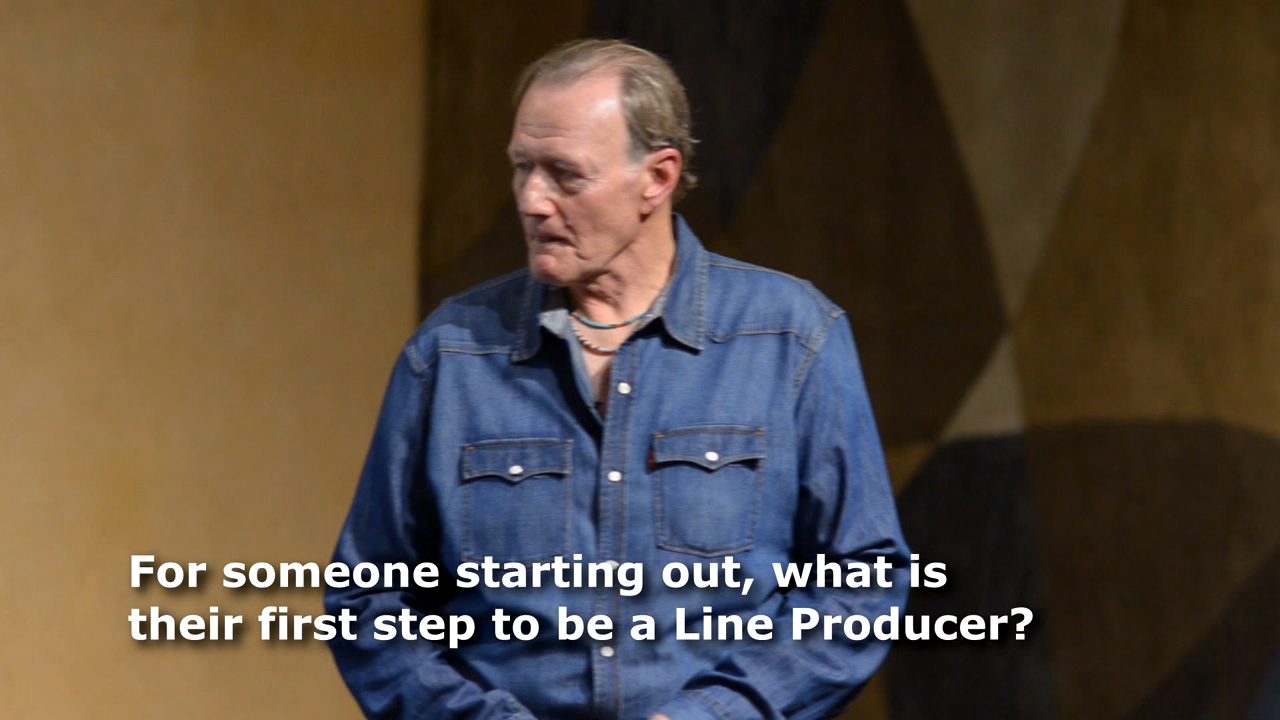 For someone starting out, what is
their first step to be a Line Producer?